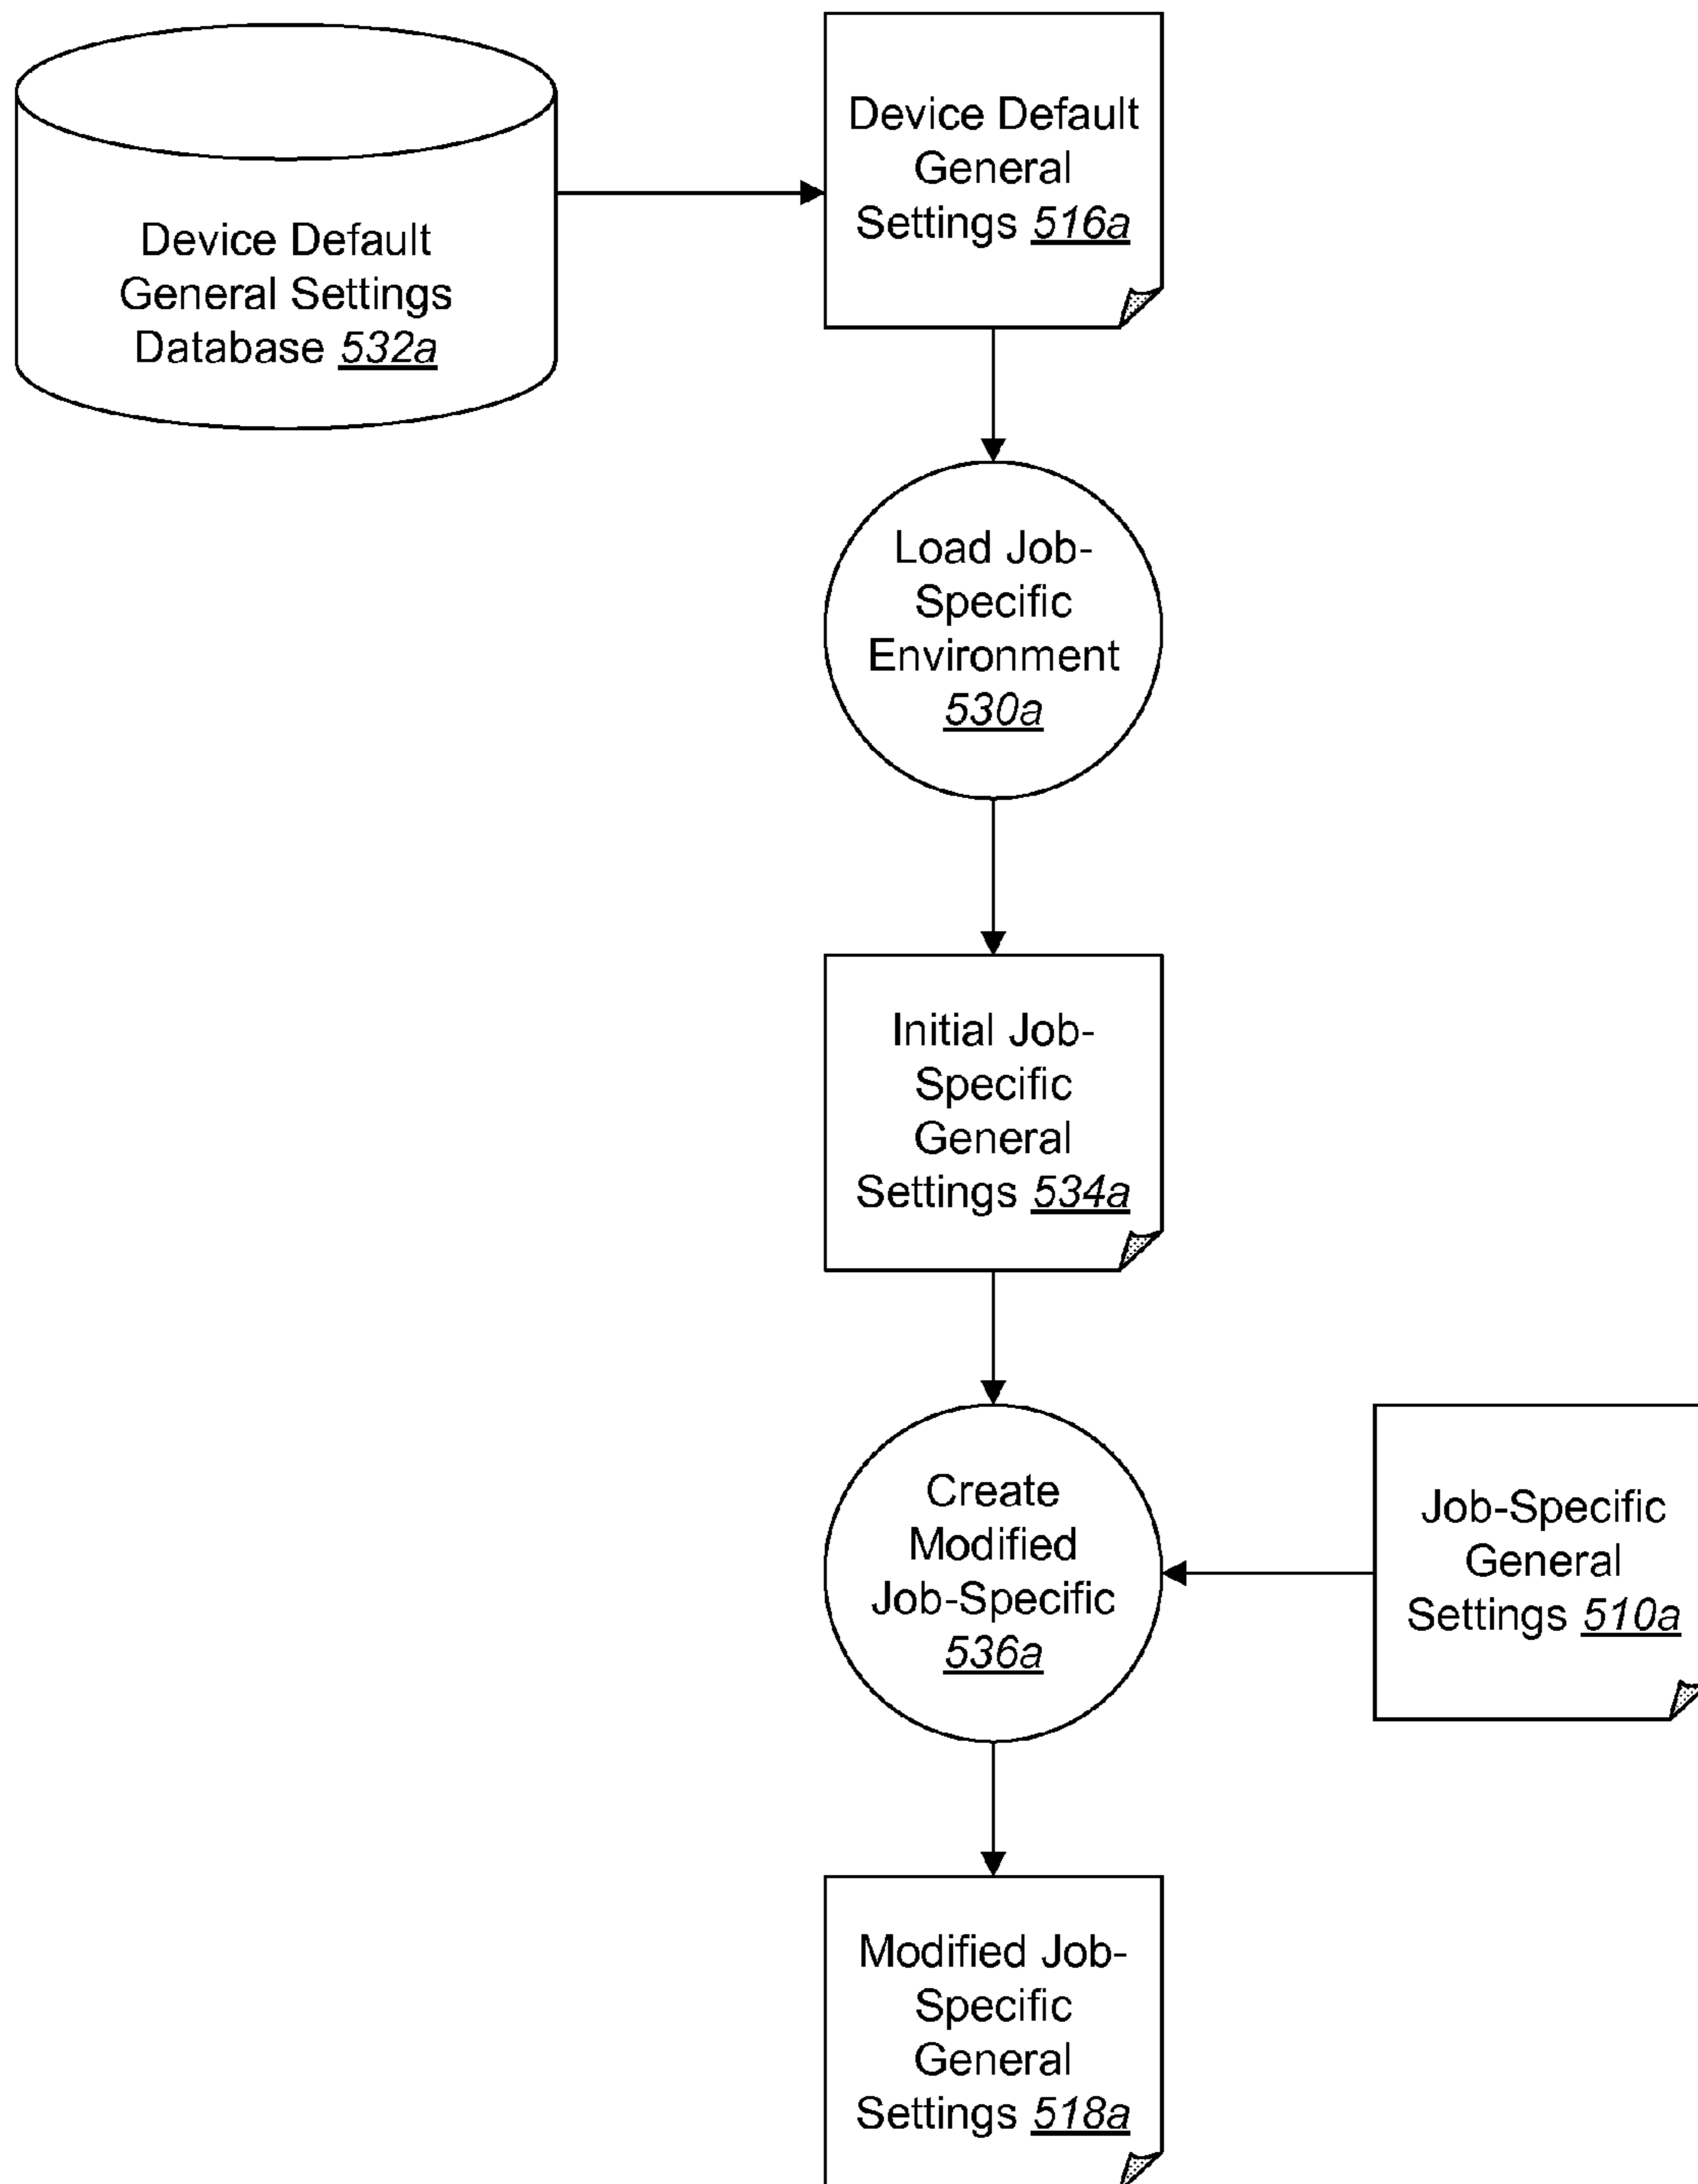 Device Default
General Settings
Database 532a
Device Default
General
Settings 516a
Load Job-
Specific
Environment
530a
Initial Job-
Specific
General
Settings 534a
Create
Modified
Job-Specific
536a
Job-Specific
General
Settings 510a
Modified Job-
Specific
General
Settings 518a